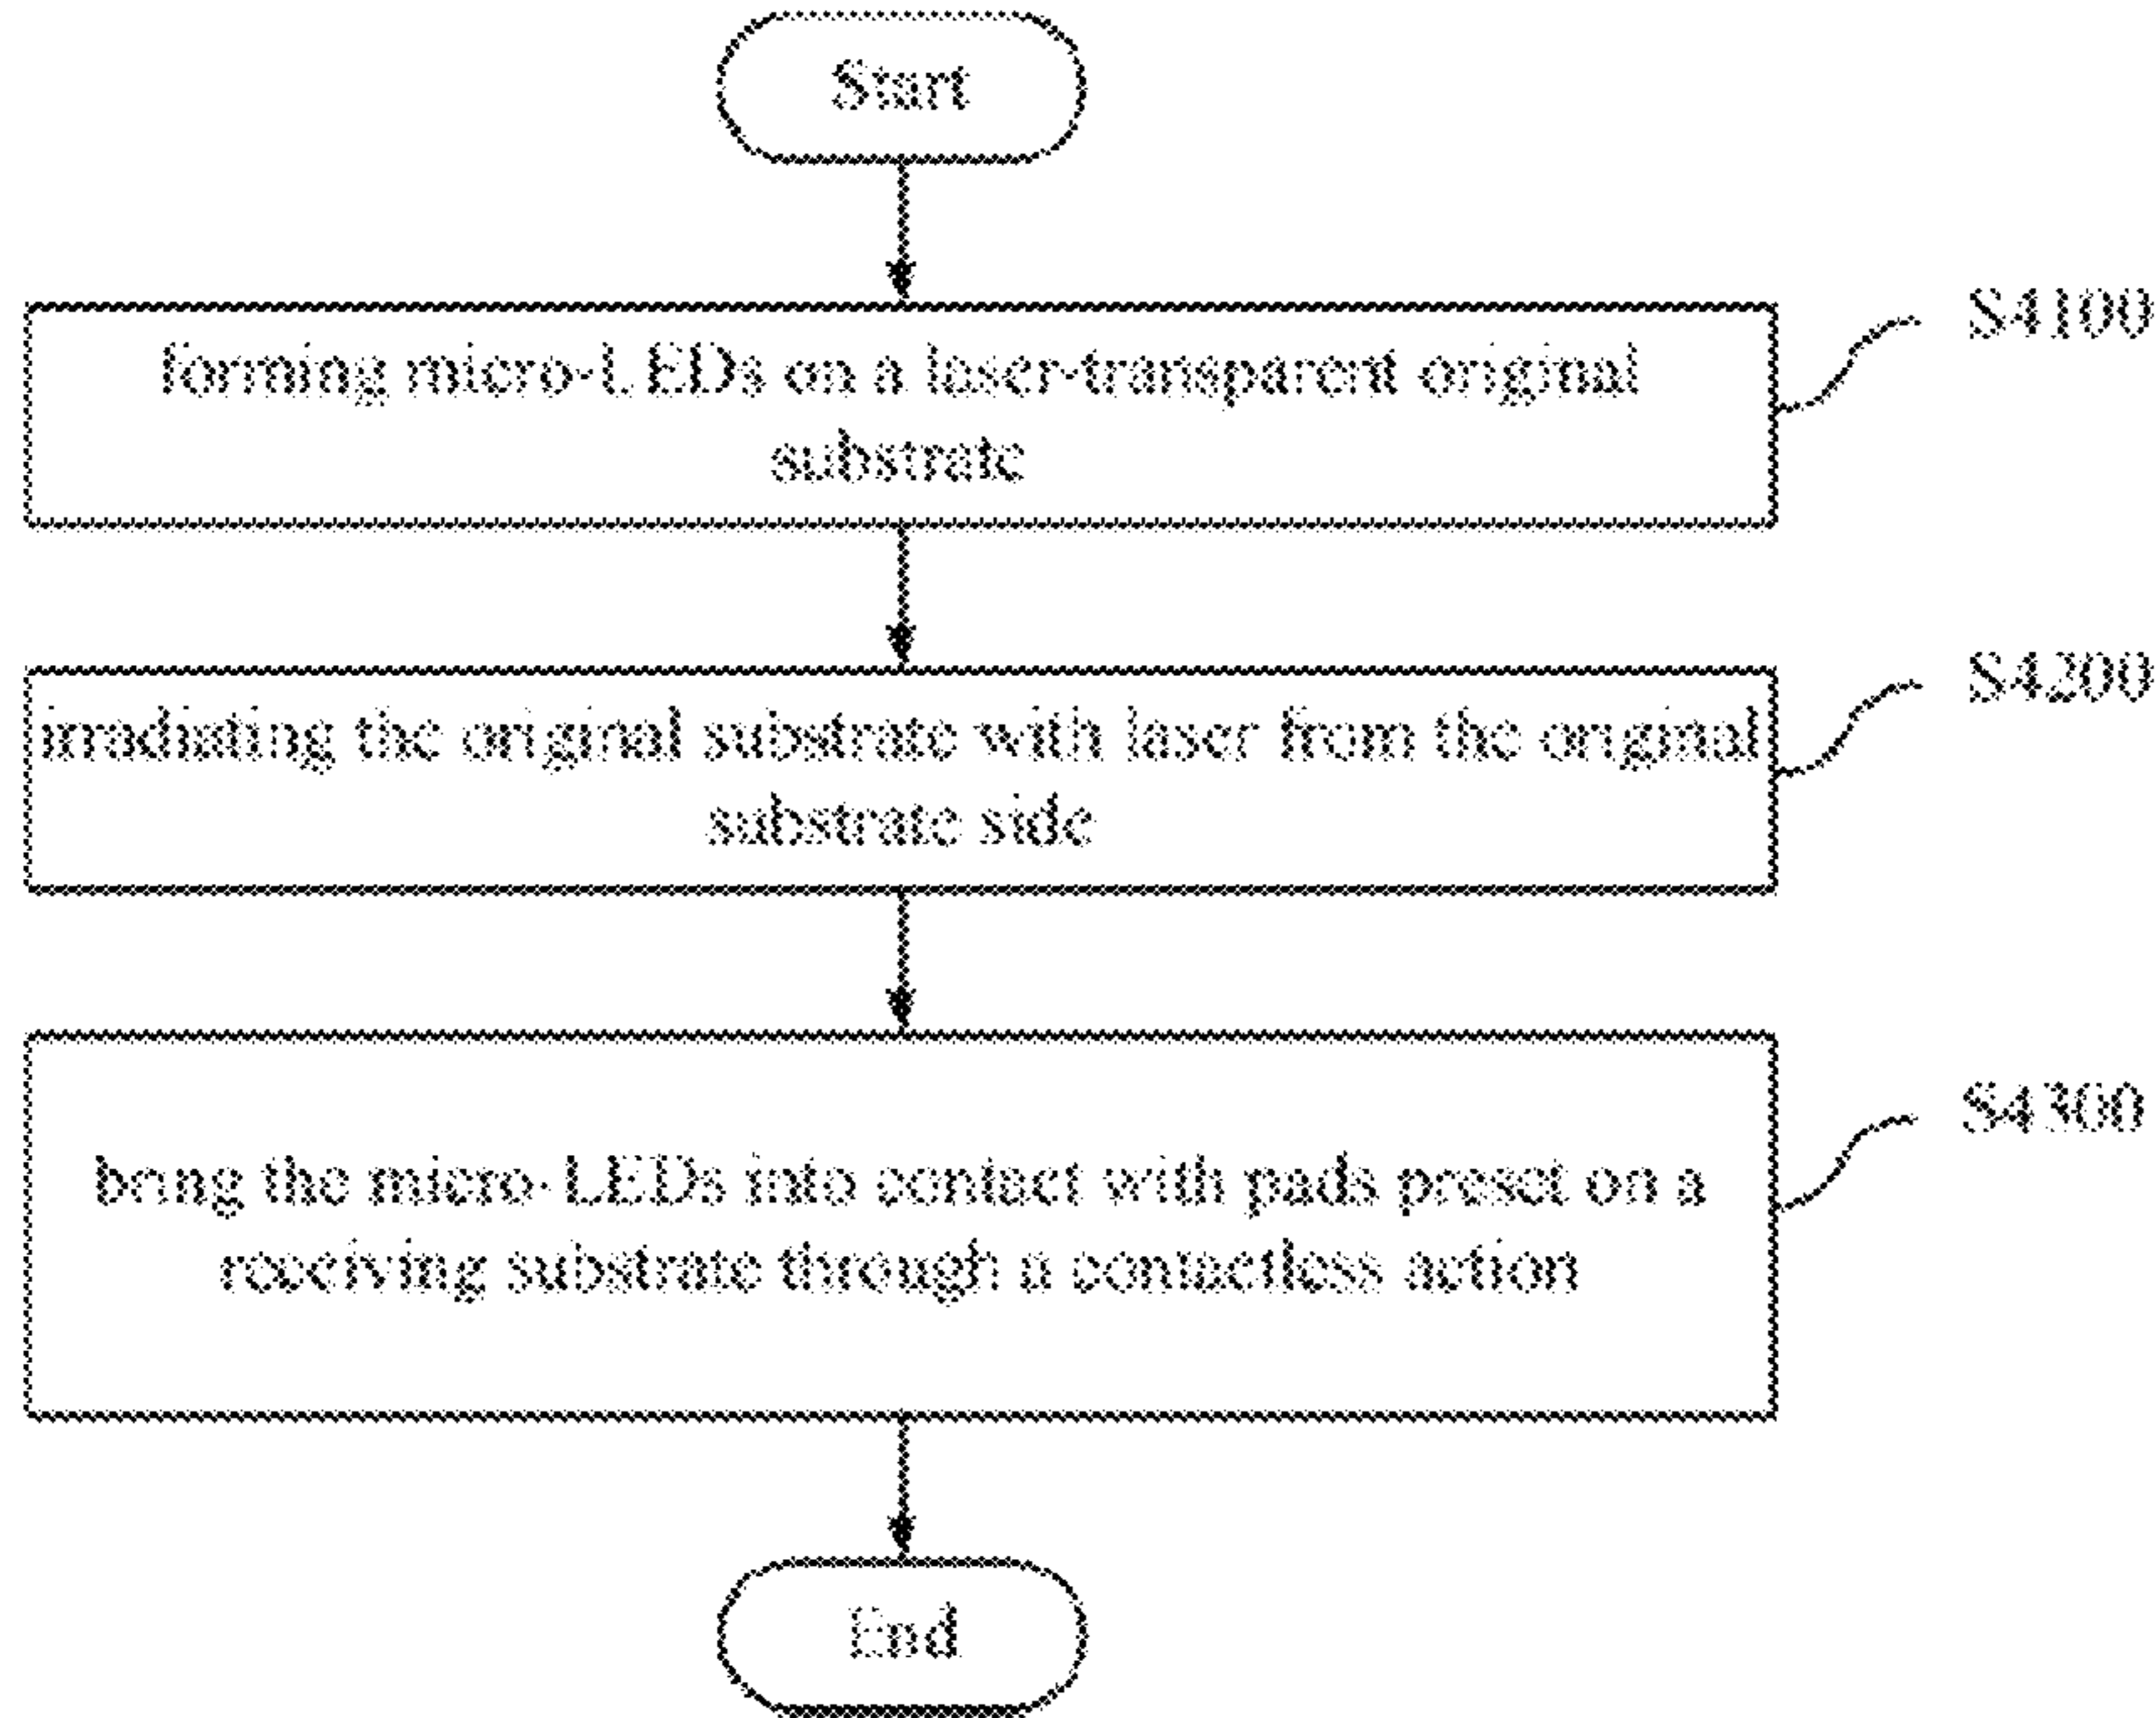 Start
forming micro-LEDs on a laser-transparent original
substrate
S4100
irradiating the original substrate with laser from the original
substrate side
S4200
bring the micro- LEDs into contact with pads preset on a
receiving substrate through a contactless action
S4300
End